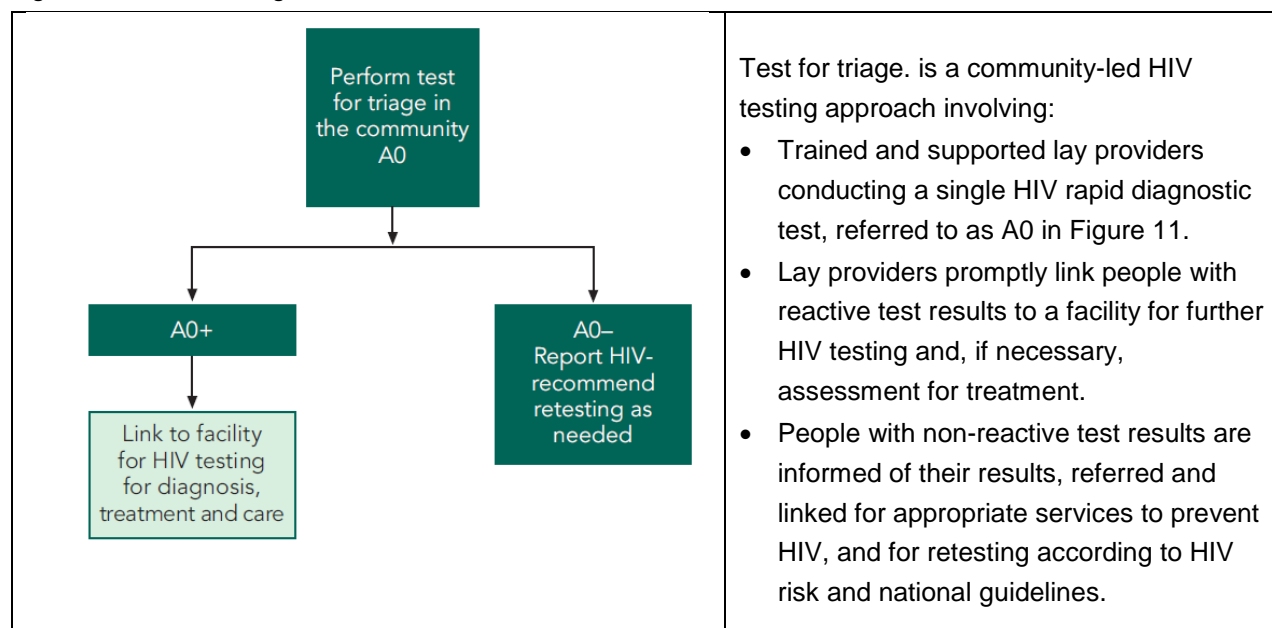 Perform test
for triage in
the community
A0
A0+
A0–
Report HIV-
recommend
retesting as
needed
Link to facility
for HIV testing
for diagnosis,
treatment and care
Test for triage. is a community-led HIV
testing approach involving:
• Trained and supported lay providers
conducting a single HIV rapid diagnostic
test, referred to as A0 in Figure 11.
• Lay providers promptly link people with
reactive test results to a facility for further
HIV testing and, if necessary,
assessment for treatment.
• People with non-reactive test results are
informed of their results, referred and
linked for appropriate services to prevent
HIV, and for retesting according to HIV
risk and national guidelines.